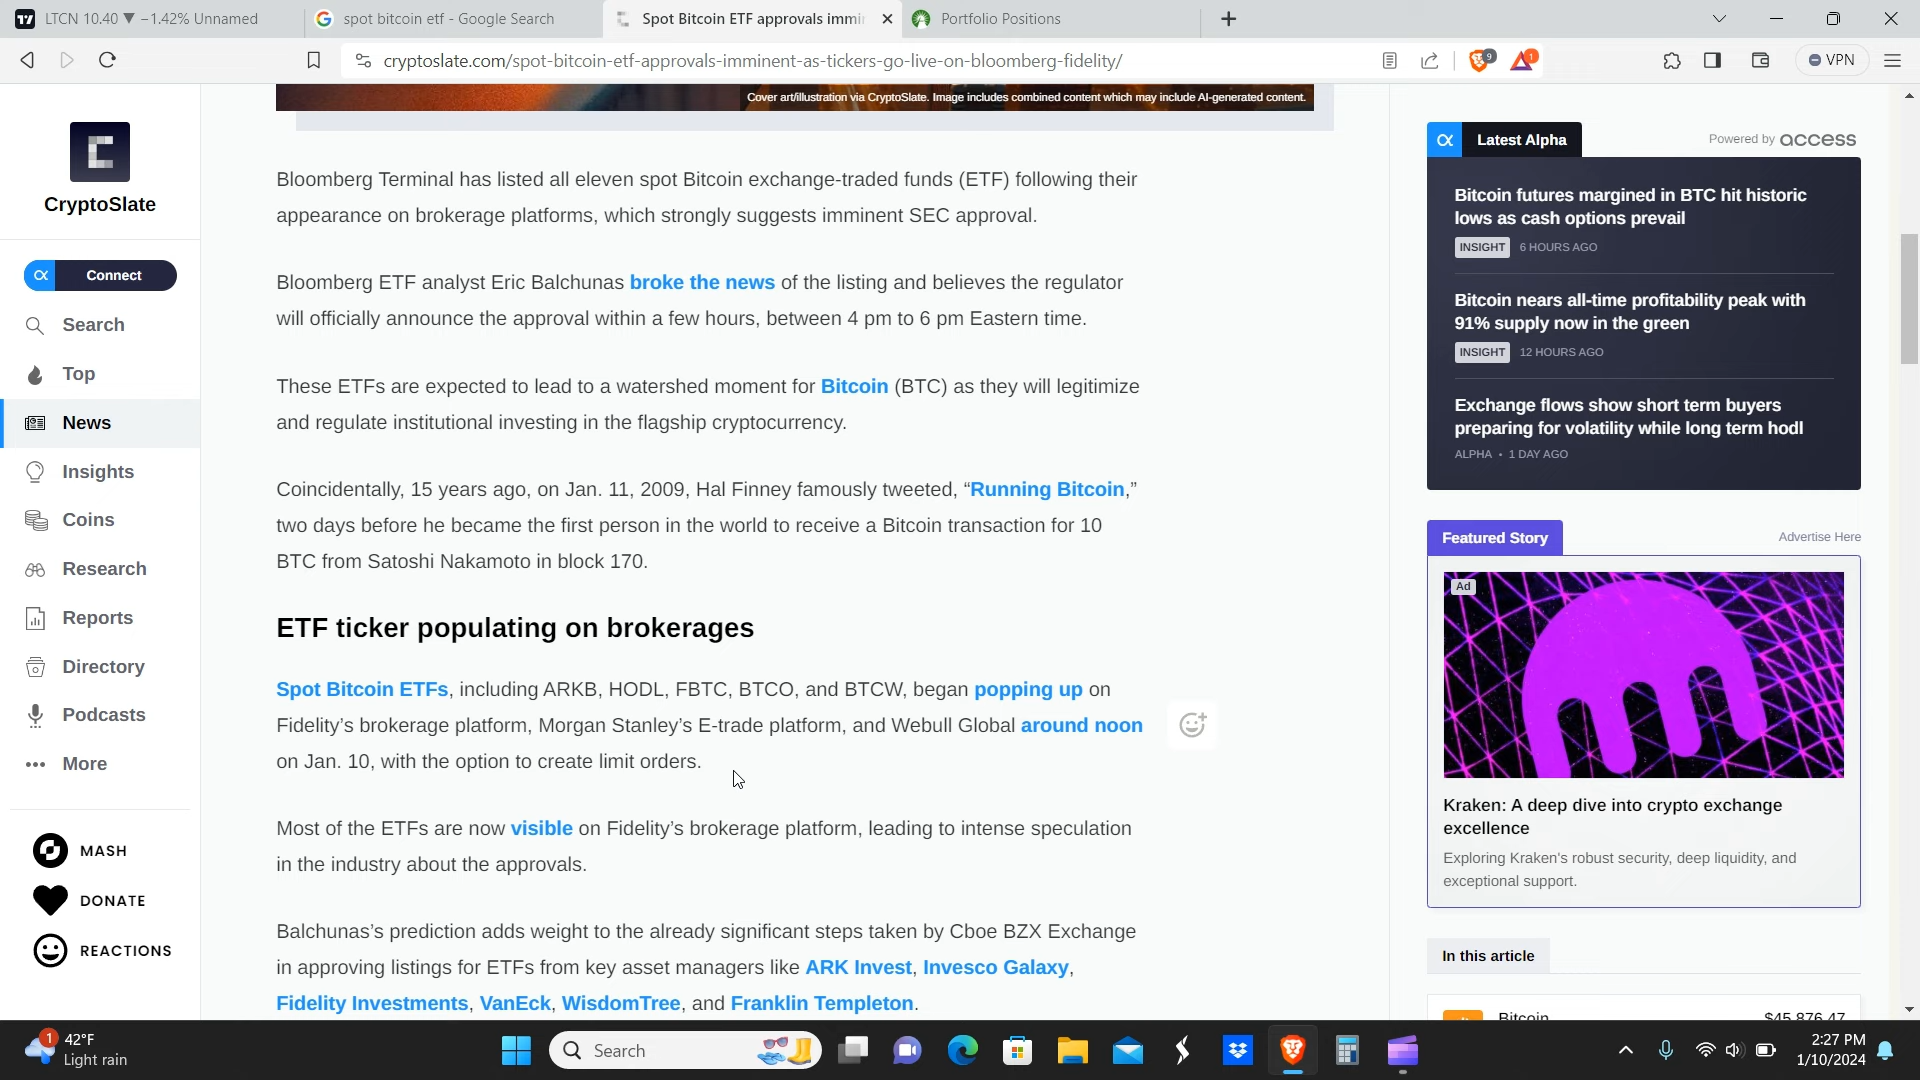 LTCN 10.40 ▼ −1.42% Unnamed
spot bitcoin etf - Google Search
Spot Bitcoin ETF approvals immi
Portfolio Positions
cryptoslate.com/spot-bitcoin-etf-approvals-imminent-as-tickers-go-live-on-bloomberg-fidelity/
9
1
VPN
CryptoSlate
Connect
Search
Top
News
Insights
Coins
Research
Reports
Directory
Podcasts
More
MASH
DONATE
REACTIONS
Cover art/illustration via CryptoSlate. Image includes combined content which may include AI-generated content.
Bloomberg Terminal has listed all eleven spot Bitcoin exchange-traded funds (ETF) following their
appearance on brokerage platforms, which strongly suggests imminent SEC approval.
Bloomberg ETF analyst Eric Balchunas broke the news of the listing and believes the regulator
will officially announce the approval within a few hours, between 4 pm to 6 pm Eastern time.
These ETFs are expected to lead to a watershed moment for Bitcoin (BTC) as they will legitimize
and regulate institutional investing in the flagship cryptocurrency.
Coincidentally, 15 years ago, on Jan. 11, 2009, Hal Finney famously tweeted, “Running Bitcoin,”
two days before he became the first person in the world to receive a Bitcoin transaction for 10
BTC from Satoshi Nakamoto in block 170.
ETF ticker populating on brokerages
Spot Bitcoin ETFs, including ARKB, HODL, FBTC, BTCO, and BTCW, began popping up on
Fidelity’s brokerage platform, Morgan Stanley’s E-trade platform, and Webull Global around noon
on Jan. 10, with the option to create limit orders.
Most of the ETFs are now visible on Fidelity’s brokerage platform, leading to intense speculation
in the industry about the approvals.
Balchunas’s prediction adds weight to the already significant steps taken by Cboe BZX Exchange
in approving listings for ETFs from key asset managers like ARK Invest, Invesco Galaxy,
Fidelity Investments, VanEck, WisdomTree, and Franklin Templeton.
Latest Alpha
Powered by access
Bitcoin futures margined in BTC hit historic
lows as cash options prevail
INSIGHT 6 HOURS AGO
Bitcoin nears all-time profitability peak with
91% supply now in the green
INSIGHT 12 HOURS AGO
Exchange flows show short term buyers
preparing for volatility while long term hodl
ALPHA • 1 DAY AGO
Featured Story
Advertise Here
Ad
Kraken: A deep dive into crypto exchange
excellence
Exploring Kraken's robust security, deep liquidity, and
exceptional support.
In this article
Bitcoin $45,876.47
1
42°F
Light rain
Search
2:27 PM
1/10/2024